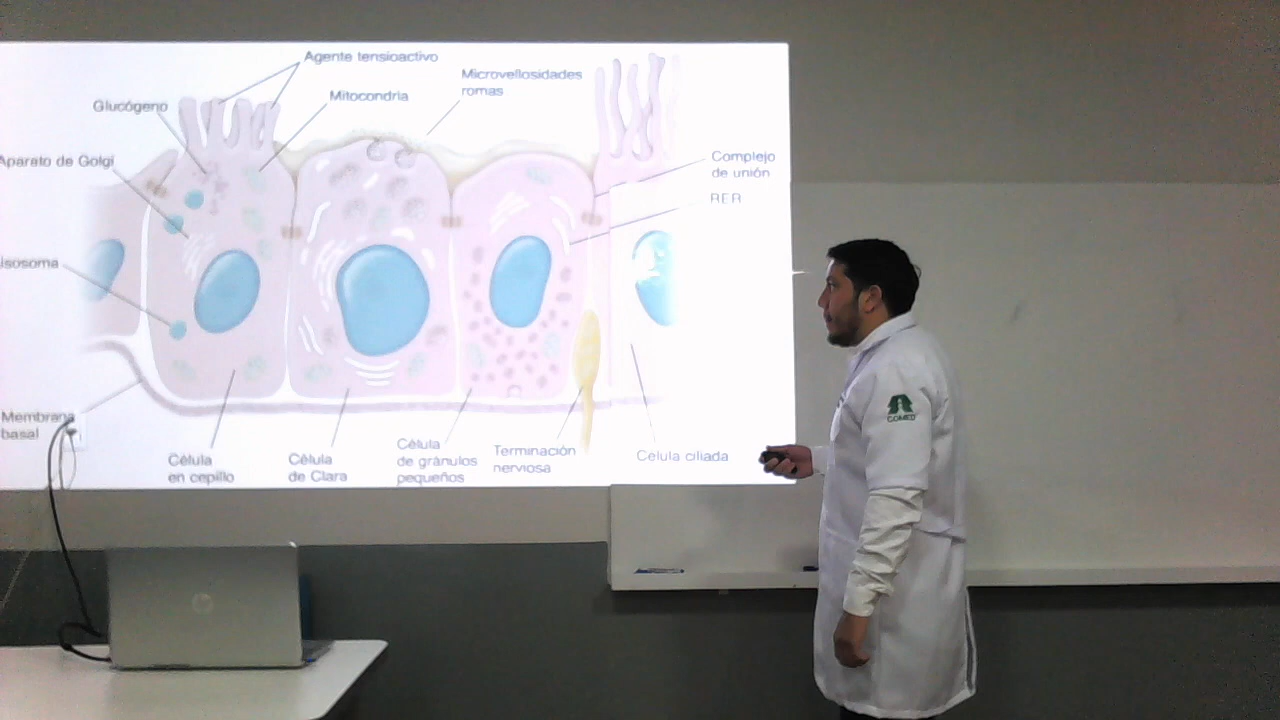 Agente tensioactivo
Microvellosidades
romas
Mitocondria
Glucógeno
Aparato de Golgi
Complejo
de unión
RER
isosoma
Membrana
basal
Célula
en cepillo
Célula
de Clara
Célula
de gránulos
pequeños
Terminación
nerviosa
Celula ciliada
COMED